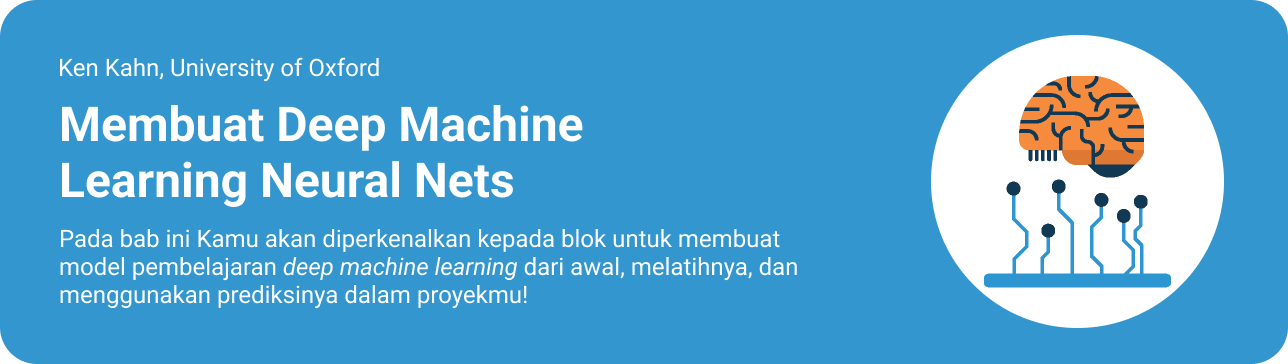 Ken Kahn, University of Oxford
Membuat Deep Machine
Learning Neural Nets
Pada bab ini Kamu akan diperkenalkan kepada blok untuk membuat
model pembelajaran deep machine learning dari awal, melatihnya, dan
menggunakan prediksinya dalam proyekmu!